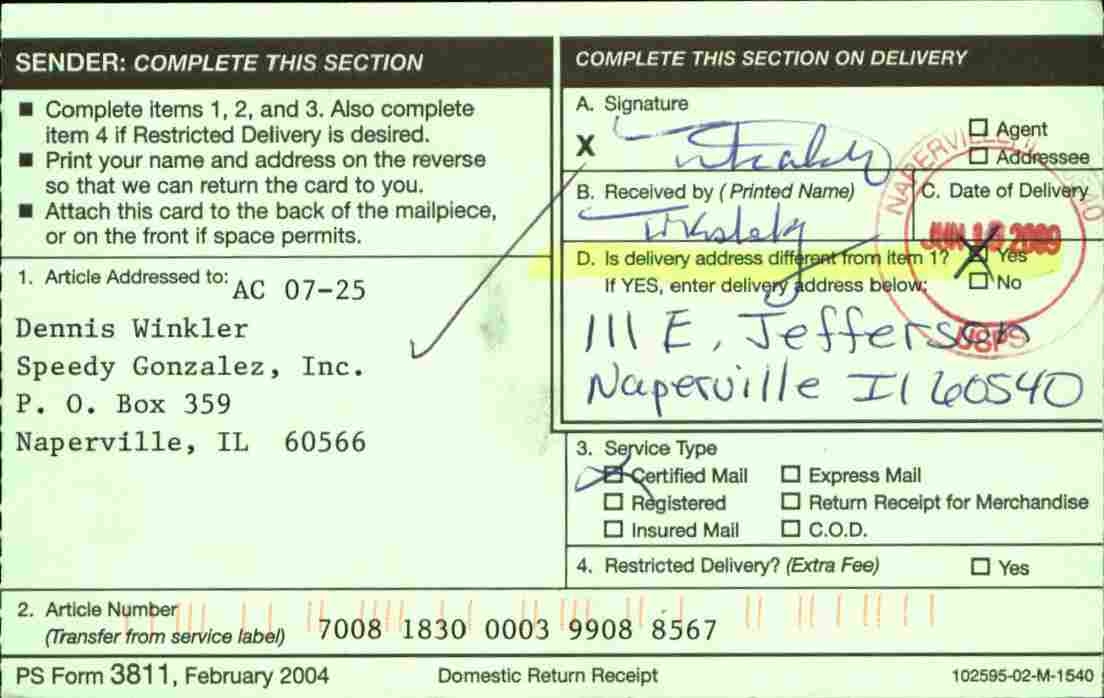 SENDER: COMPLETE THIS SECTION
■ Complete items 1, 2, and 3. Also complete
item 4 if Restricted Delivery is desired.
■ Print your name and address on the reverse
so that we can return the card to you.
■ Attach this card to the back of the mailpiece,
or on the front if space permits.
1. Article Addressed to:
AC 07-25
Dennis Winkler
Speedy Gonzalez, Inc.
P. O. Box 359
Naperville, IL 60566
COMPLETE THIS SECTION ON DELIVERY
A. Signature
X
☐ Agent
☐ Addressee
B. Received by (Printed Name)
C. Date of Delivery
NAPERVILLE
JUN 2009
USPS
D. Is delivery address different from item 1? ☒ Yes
If YES, enter delivery address below: ☐ No
111 E. Jefferson
Naperville Il 60540
3. Service Type
☒ Certified Mail ☐ Express Mail
☐ Registered ☐ Return Receipt for Merchandise
☐ Insured Mail ☐ C.O.D.
4. Restricted Delivery? (Extra Fee) ☐ Yes
2. Article Number
(Transfer from service label) 7008 1830 0003 9908 8567
PS Form 3811, February 2004 Domestic Return Receipt 102595-02-M-1540